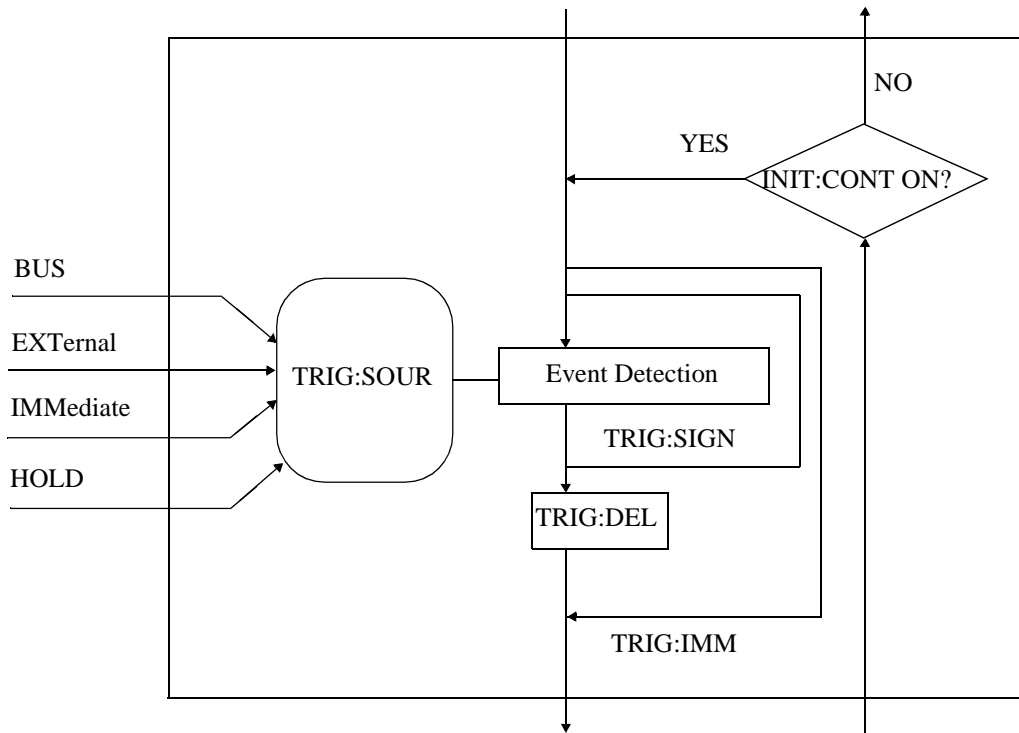 NO
YES
INIT:CONT ON?
BUS
EXTernal
IMMediate
HOLD
TRIG:SOUR
Event Detection
TRIG:SIGN
TRIG:DEL
TRIG:IMM